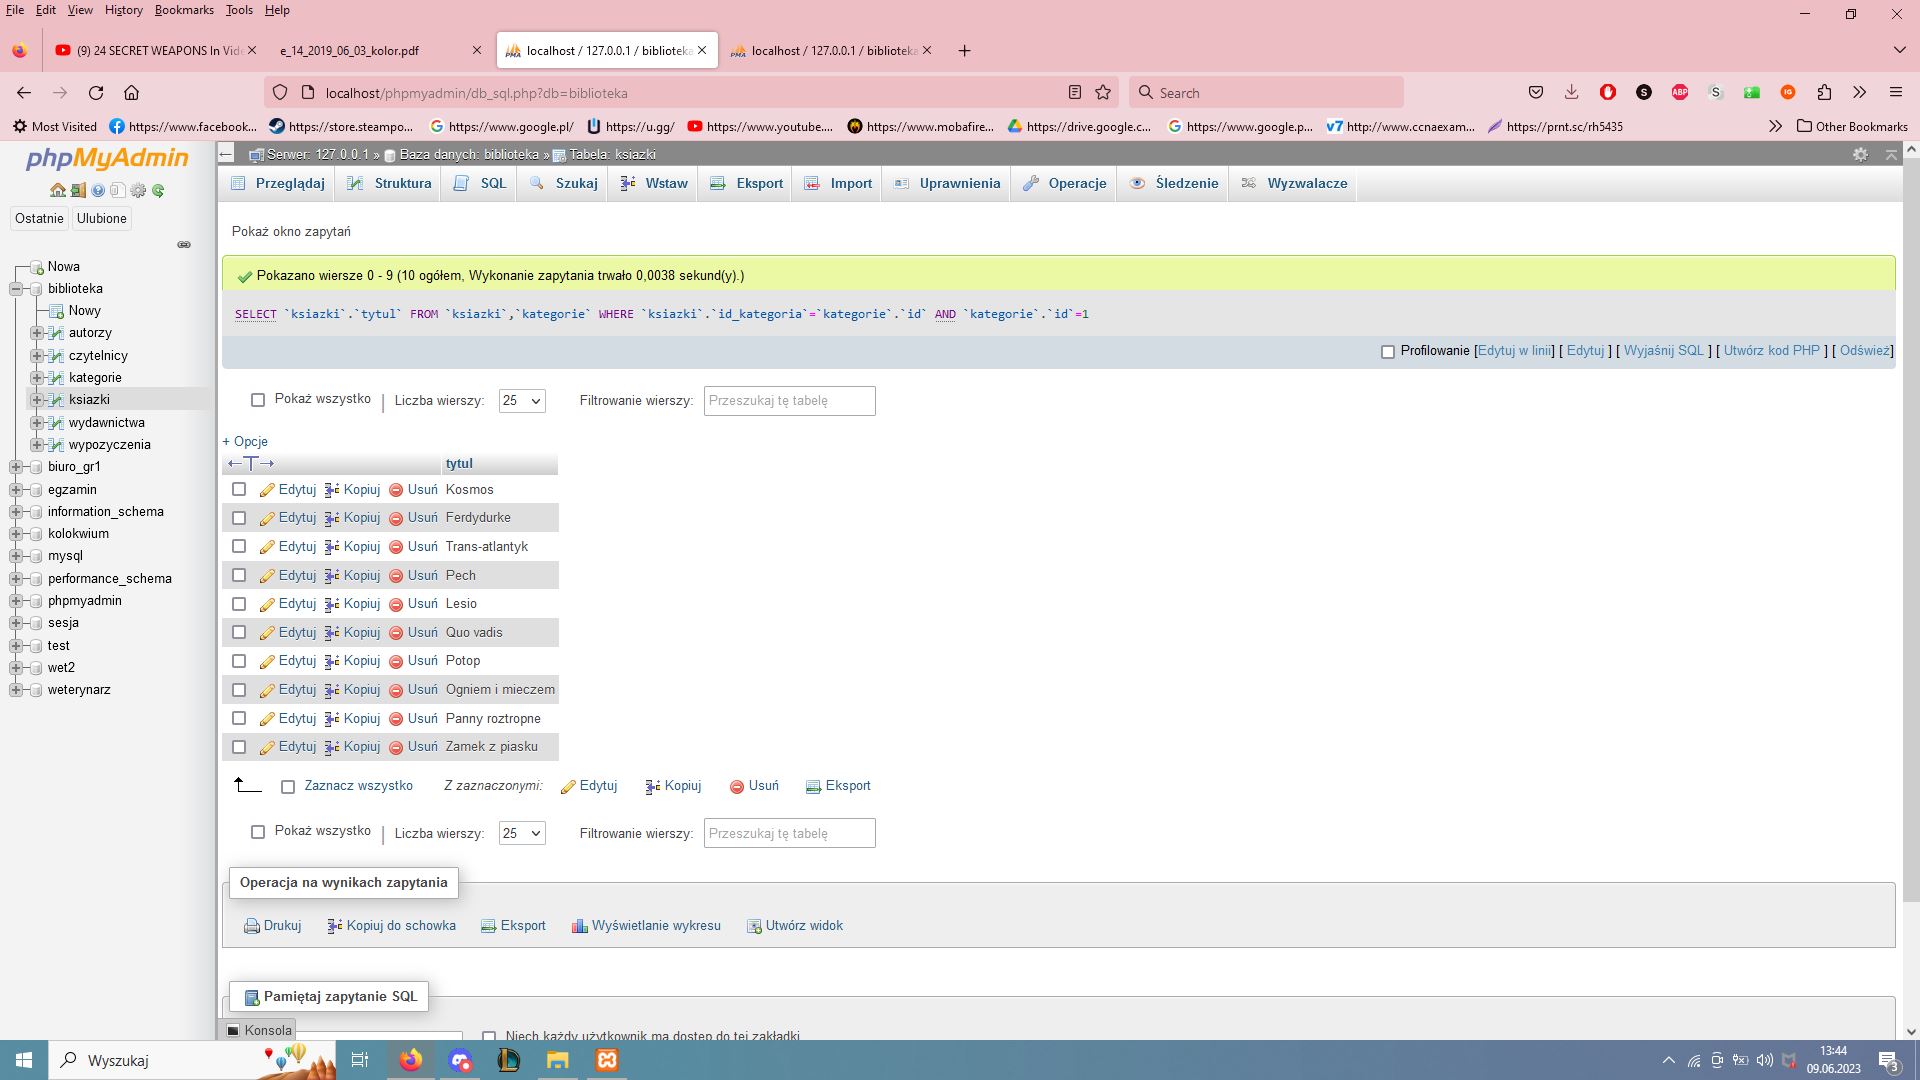 File Edit View History Bookmarks Tools Help
(9) 24 SECRET WEAPONS In Vide
e_14_2019_06_03_kolor.pdf
localhost / 127.0.0.1 / biblioteka
localhost / 127.0.0.1 / biblioteka
localhost/phpmyadmin/db_sql.php?db=biblioteka
Search
Most Visited https://www.facebook... https://store.steampo... https://www.google.pl/ https://u.gg/ https://www.youtube.... https://www.mobafire... https://drive.google.c... https://www.google.p... http://www.ccnaexam... https://prnt.sc/rh5435 Other Bookmarks
phpMyAdmin
Ostatnie Ulubione
Nowa
biblioteka
Nowy
autorzy
czytelnicy
kategorie
ksiazki
wydawnictwa
wypozyczenia
biuro_gr1
egzamin
information_schema
kolokwium
mysql
performance_schema
phpmyadmin
sesja
test
wet2
weterynarz
Serwer: 127.0.0.1 » Baza danych: biblioteka » Tabela: ksiazki
Przeglądaj Struktura SQL Szukaj Wstaw Eksport Import Uprawnienia Operacje Śledzenie Wyzwalacze
Pokaż okno zapytań
Pokazano wiersze 0 - 9 (10 ogółem, Wykonanie zapytania trwało 0,0038 sekund(y).)
SELECT `ksiazki`.`tytul` FROM `ksiazki`,`kategorie` WHERE `ksiazki`.`id_kategoria`=`kategorie`.`id` AND `kategorie`.`id`=1
Profilowanie [Edytuj w linii] [ Edytuj ] [ Wyjaśnij SQL ] [ Utwórz kod PHP ] [ Odśwież]
Pokaż wszystko | Liczba wierszy: 25 Filtrowanie wierszy: Przeszukaj tę tabelę
+ Opcje
←T→ tytul
Edytuj Kopiuj Usuń Kosmos
Edytuj Kopiuj Usuń Ferdydurke
Edytuj Kopiuj Usuń Trans-atlantyk
Edytuj Kopiuj Usuń Pech
Edytuj Kopiuj Usuń Lesio
Edytuj Kopiuj Usuń Quo vadis
Edytuj Kopiuj Usuń Potop
Edytuj Kopiuj Usuń Ogniem i mieczem
Edytuj Kopiuj Usuń Panny roztropne
Edytuj Kopiuj Usuń Zamek z piasku
Zaznacz wszystko Z zaznaczonymi: Edytuj Kopiuj Usuń Eksport
Pokaż wszystko | Liczba wierszy: 25 Filtrowanie wierszy: Przeszukaj tę tabelę
Operacja na wynikach zapytania
Drukuj Kopiuj do schowka Eksport Wyświetlanie wykresu Utwórz widok
Pamiętaj zapytanie SQL
Konsola
Niech każdy użytkownik ma dostęp do tej zakładki
Wyszukaj
13:44
09.06.2023
3